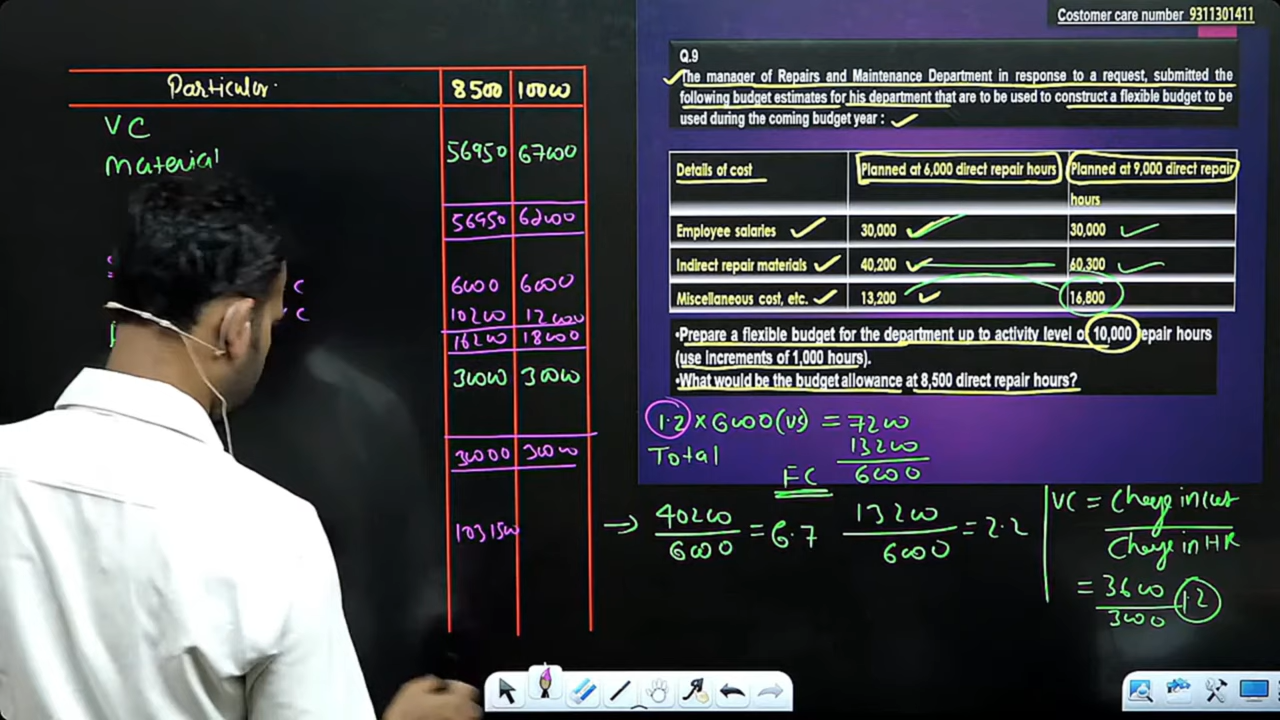 Costomer care number 9311301411
Q.9
The manager of Repairs and Maintenance Department in response to a request, submitted the
following budget estimates for his department that are to be used to construct a flexible budget to be
used during the coming budget year :
Details of cost Planned at 6,000 direct repair hours Planned at 9,000 direct repair
hours
Employee salaries 30,000 30,000
Indirect repair materials 40,200 60,300
Miscellaneous cost, etc. 13,200 16,800
•Prepare a flexible budget for the department up to activity level of 10,000 repair hours
(use increments of 1,000 hours).
•What would be the budget allowance at 8,500 direct repair hours?
Particular 8500 10000
VC
Material 56950 67000
56950 62000
C 6000 6000
C 10200 12000
16200 18000
30000 30000
30000 30000
103150
1.2 × 6000 (VS) = 7200
Total 13200
6000
FC
→ 40200 / 6000 = 6.7 13200 / 6000 = 2.2
VC = Change in cost
Change in HR
= 3600 / 3000 1.2